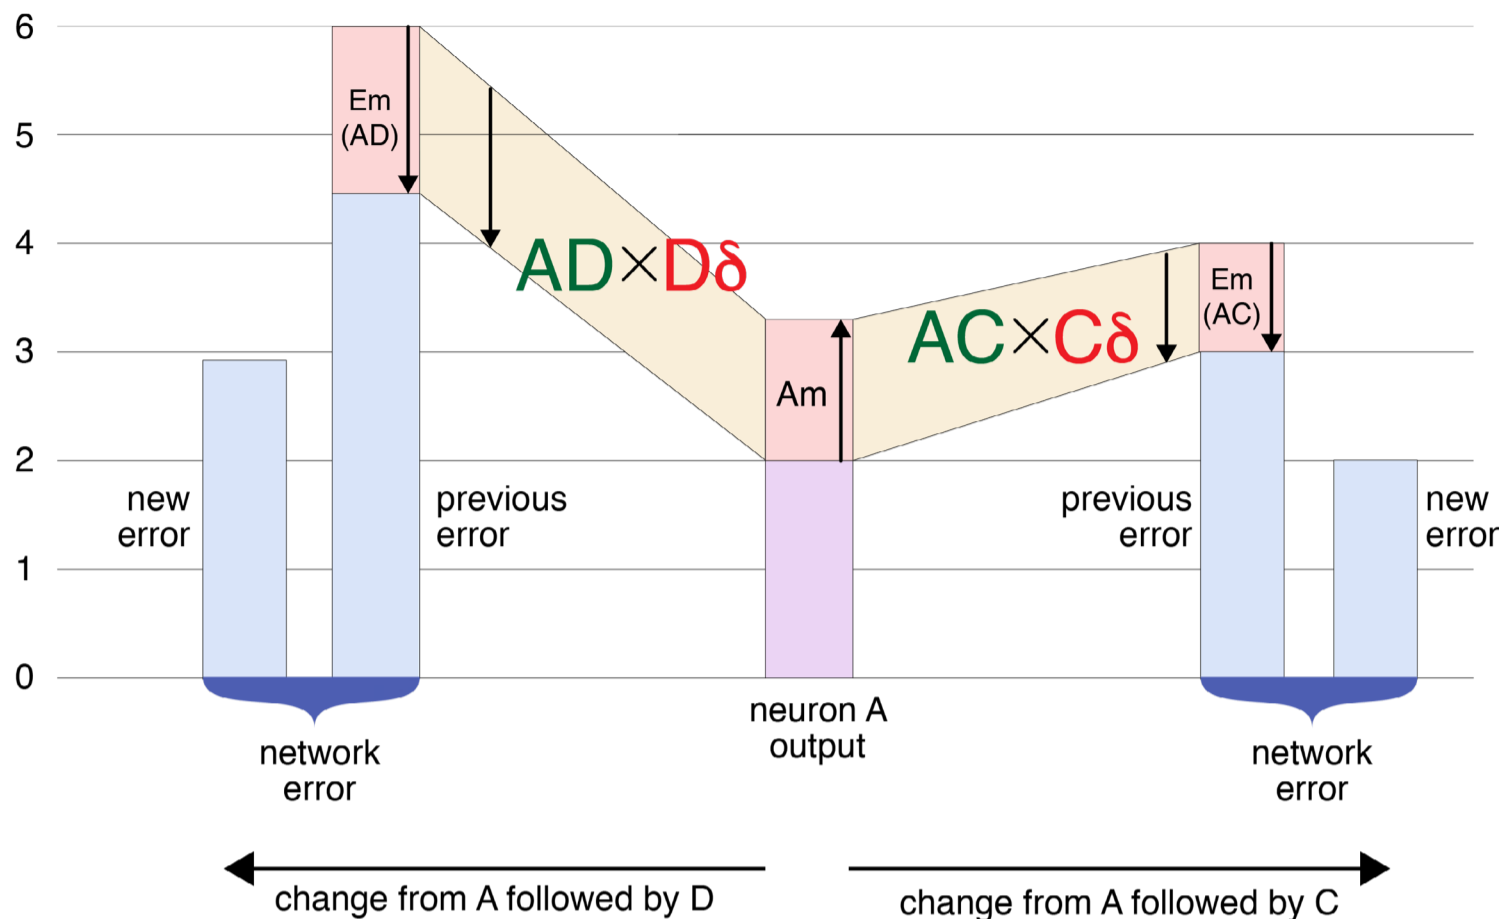 6
5
4
3
2
1
0
Em
(AD)
AD×Dδ
Am
AC×Cδ
Em
(AC)
new
error
previous
error
previous
error
new
error
neuron A
output
network
error
network
error
change from A followed by D
change from A followed by C